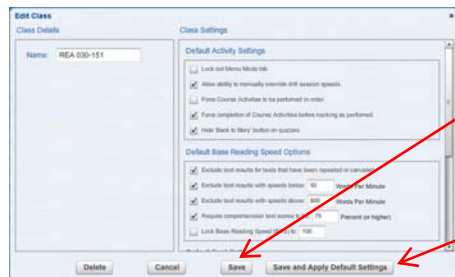 Edit Class
Class Details
Class Settings
Name: REA 030-151
Default Activity Settings
Lock out Menu Mode tab.
Allow ability to manually override drill session speeds.
Force Course Activities to be performed in order.
Force completion of Course Activities before marking as performed.
Hide 'Back to Story' button on quizzes.
Default Base Reading Speed Options
Exclude test results for texts that have been repeated or canceled.
Exclude test results with speeds below: 50 Words Per Minute
Exclude test results with speeds above: 800 Words Per Minute
Require comprehension test scores to be: 75 Percent (or higher)
Lock Base Reading Speed to: 100
Delete
Cancel
Save
Save and Apply Default Settings